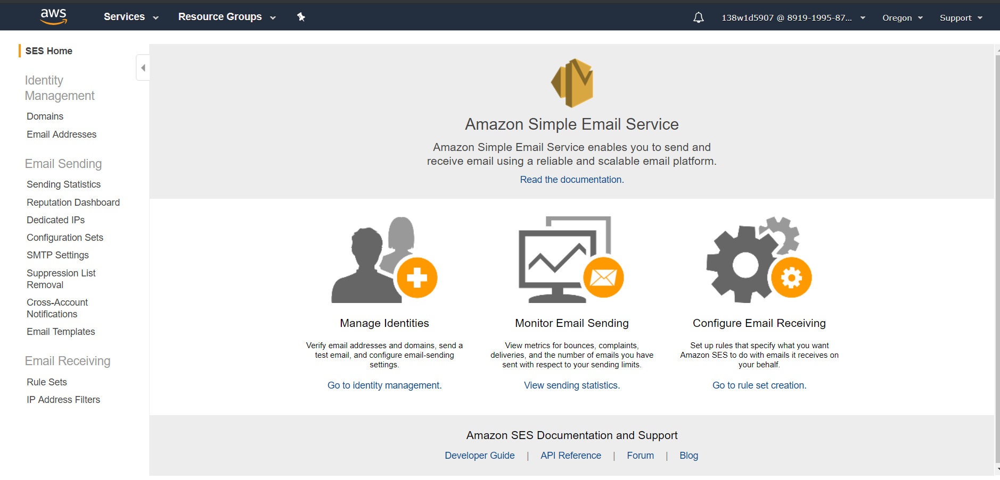 aws
Services
Resource Groups
138w1d5907 @ 8919-1995-87...
Oregon
Support
SES Home
Identity
Management
Domains
Email Addresses
Email Sending
Sending Statistics
Reputation Dashboard
Dedicated IPs
Configuration Sets
SMTP Settings
Suppression List
Removal
Cross-Account
Notifications
Email Templates
Email Receiving
Rule Sets
IP Address Filters
Amazon Simple Email Service
Amazon Simple Email Service enables you to send and
receive email using a reliable and scalable email platform.
Read the documentation.
Manage Identities
Verify email addresses and domains, send a
test email, and configure email-sending
settings.
Go to identity management.
Monitor Email Sending
View metrics for bounces, complaints,
deliveries, and the number of emails you have
sent with respect to your sending limits.
View sending statistics.
Configure Email Receiving
Set up rules that specify what you want
Amazon SES to do with emails it receives on
your behalf.
Go to rule set creation.
Amazon SES Documentation and Support
Developer Guide | API Reference | Forum | Blog